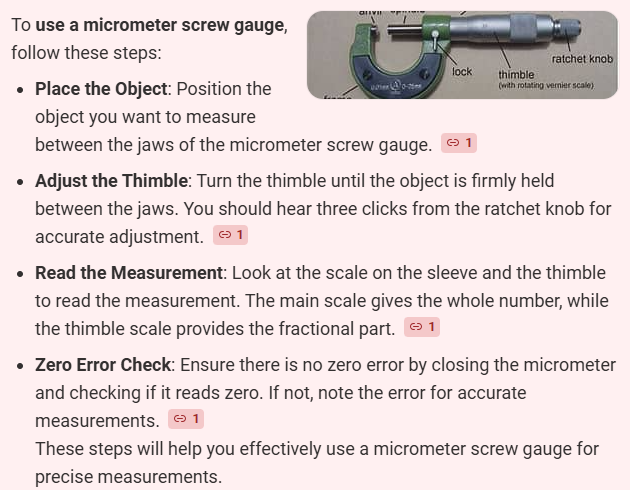 To use a micrometer screw gauge,
follow these steps:
lock
thimble
(with rotating vernier scale)
ratchet knob
0-25mm
• Place the Object: Position the
object you want to measure
between the jaws of the micrometer screw gauge. 1
• Adjust the Thimble: Turn the thimble until the object is firmly held
between the jaws. You should hear three clicks from the ratchet knob for
accurate adjustment. 1
• Read the Measurement: Look at the scale on the sleeve and the thimble
to read the measurement. The main scale gives the whole number, while
the thimble scale provides the fractional part. 1
• Zero Error Check: Ensure there is no zero error by closing the micrometer
and checking if it reads zero. If not, note the error for accurate
measurements. 1
These steps will help you effectively use a micrometer screw gauge for
precise measurements.